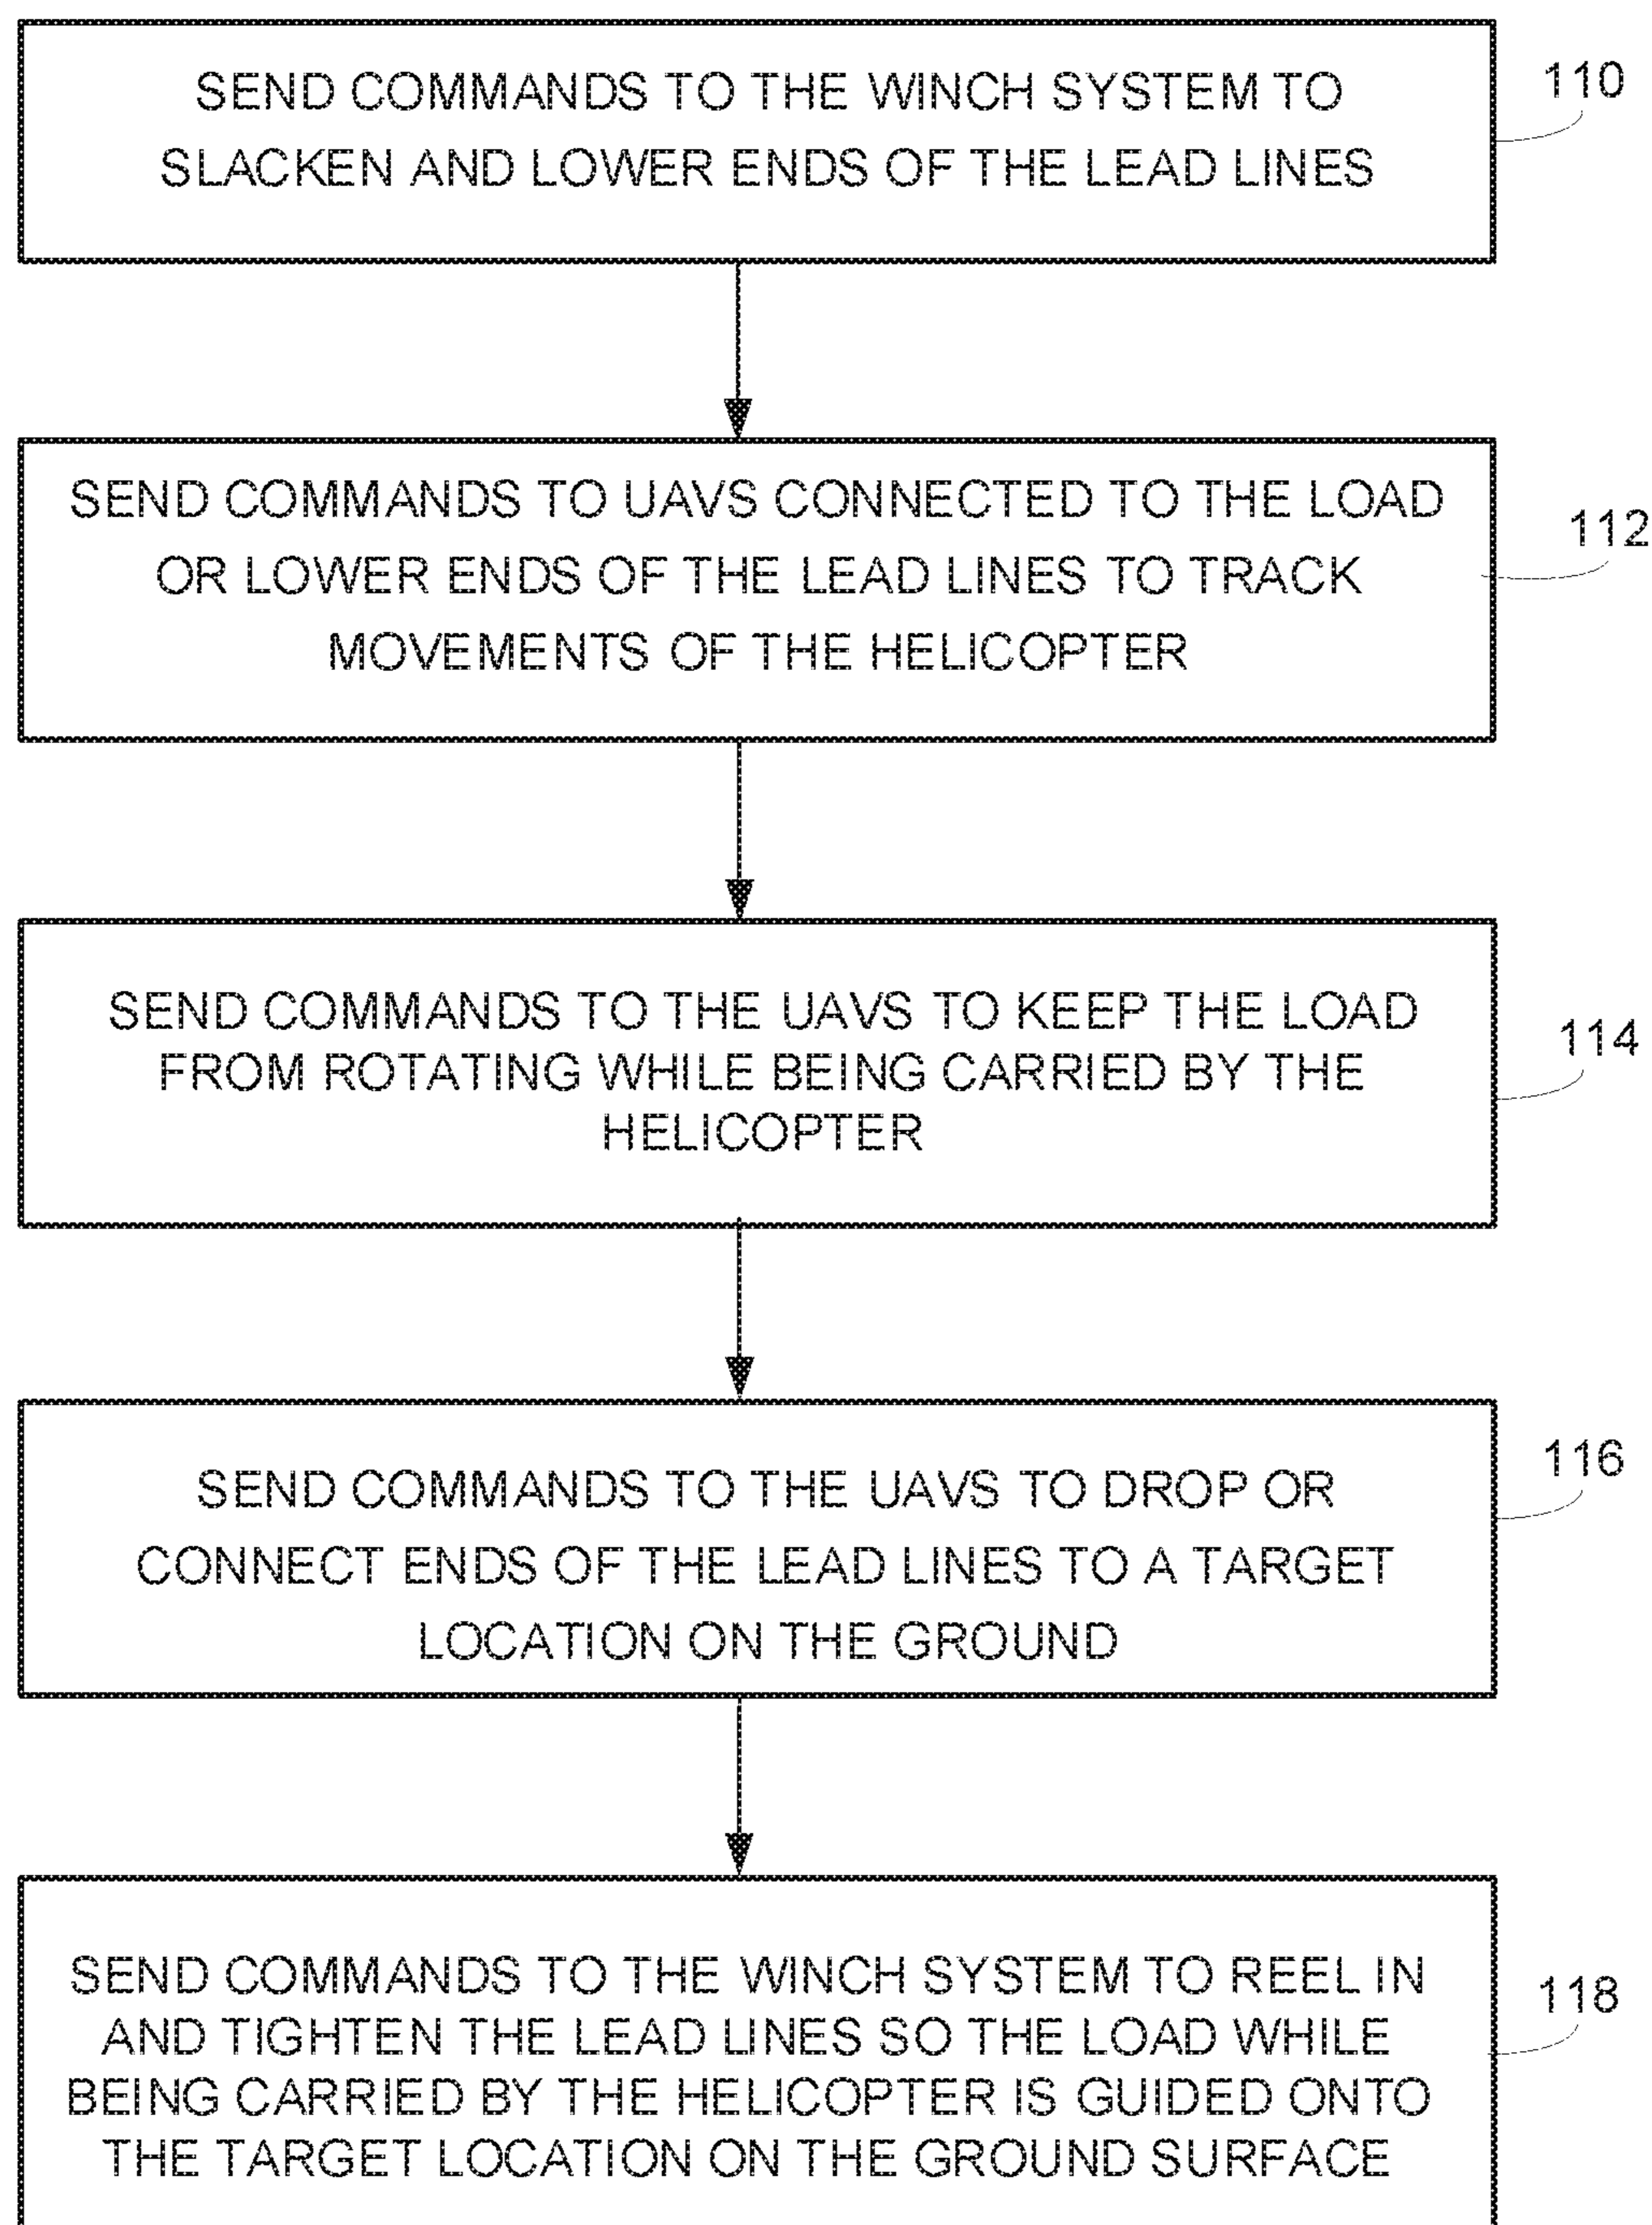 SEND COMMANDS TO THE WINCH SYSTEM TO
SLACKEN AND LOWER ENDS OF THE LEAD LINES
110
SEND COMMANDS TO UAVS CONNECTED TO THE LOAD
OR LOWER ENDS OF THE LEAD LINES TO TRACK
MOVEMENTS OF THE HELICOPTER
112
SEND COMMANDS TO THE UAVS TO KEEP THE LOAD
FROM ROTATING WHILE BEING CARRIED BY THE
HELICOPTER
114
SEND COMMANDS TO THE UAVS TO DROP OR
CONNECT ENDS OF THE LEAD LINES TO A TARGET
LOCATION ON THE GROUND
116
SEND COMMANDS TO THE WINCH SYSTEM TO REEL IN
AND TIGHTEN THE LEAD LINES SO THE LOAD WHILE
BEING CARRIED BY THE HELICOPTER IS GUIDED ONTO
THE TARGET LOCATION ON THE GROUND SURFACE
118